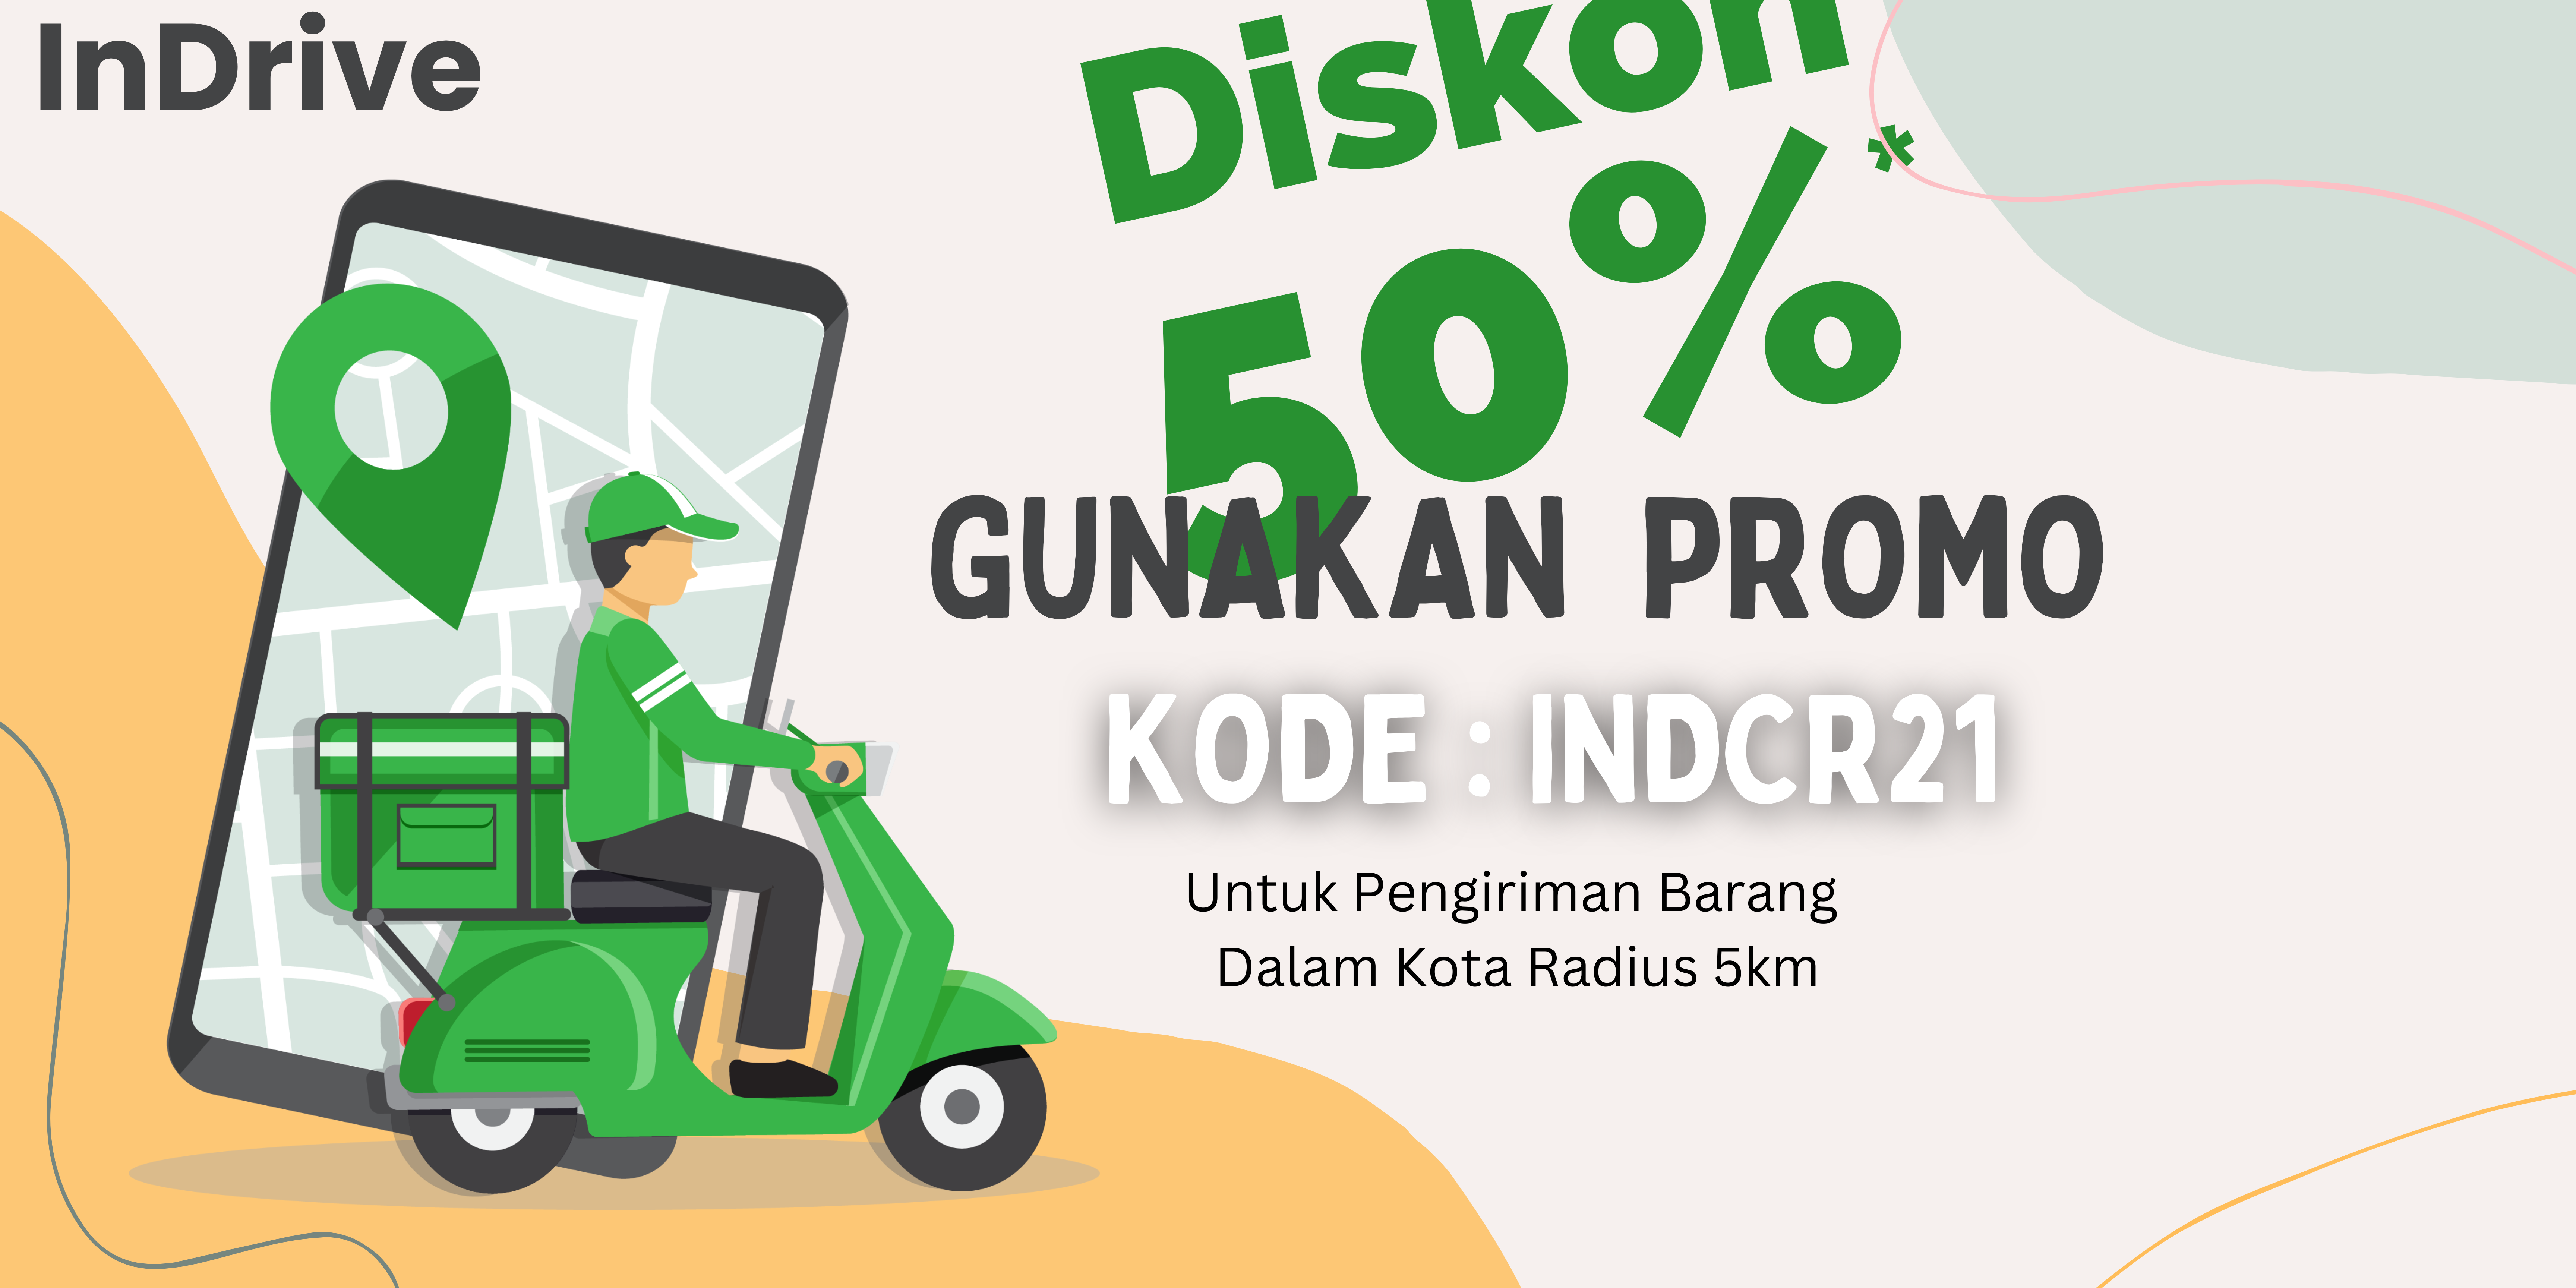 InDrive
Diskon
50%*
GUNAKAN PROMO
KODE : INDCR21
Untuk Pengiriman Barang
Dalam Kota Radius 5km